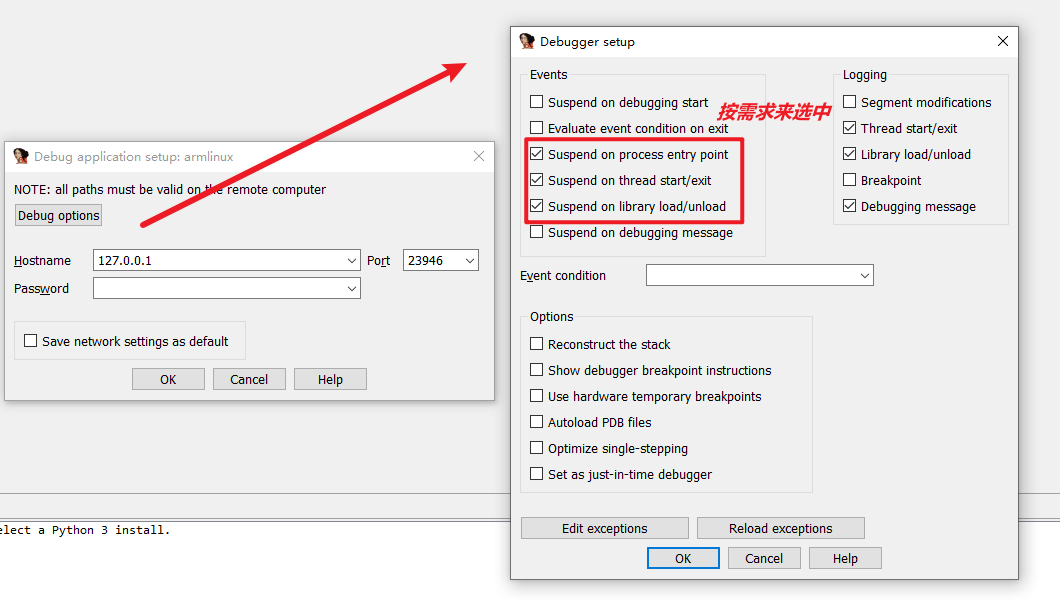 Debug application setup: armlinux
NOTE: all paths must be valid on the remote computer
Debug options
Hostname
127.0.0.1
Port
23946
Password
Save network settings as default
OK
Cancel
Help
elect a Python 3 install.
Debugger setup
Events
Suspend on debugging start
按需求来选中
Evaluate event condition on exit
Suspend on process entry point
Suspend on thread start/exit
Suspend on library load/unload
Suspend on debugging message
Logging
Segment modifications
Thread start/exit
Library load/unload
Breakpoint
Debugging message
Event condition
Options
Reconstruct the stack
Show debugger breakpoint instructions
Use hardware temporary breakpoints
Autoload PDB files
Optimize single-stepping
Set as just-in-time debugger
Edit exceptions
Reload exceptions
OK
Cancel
Help